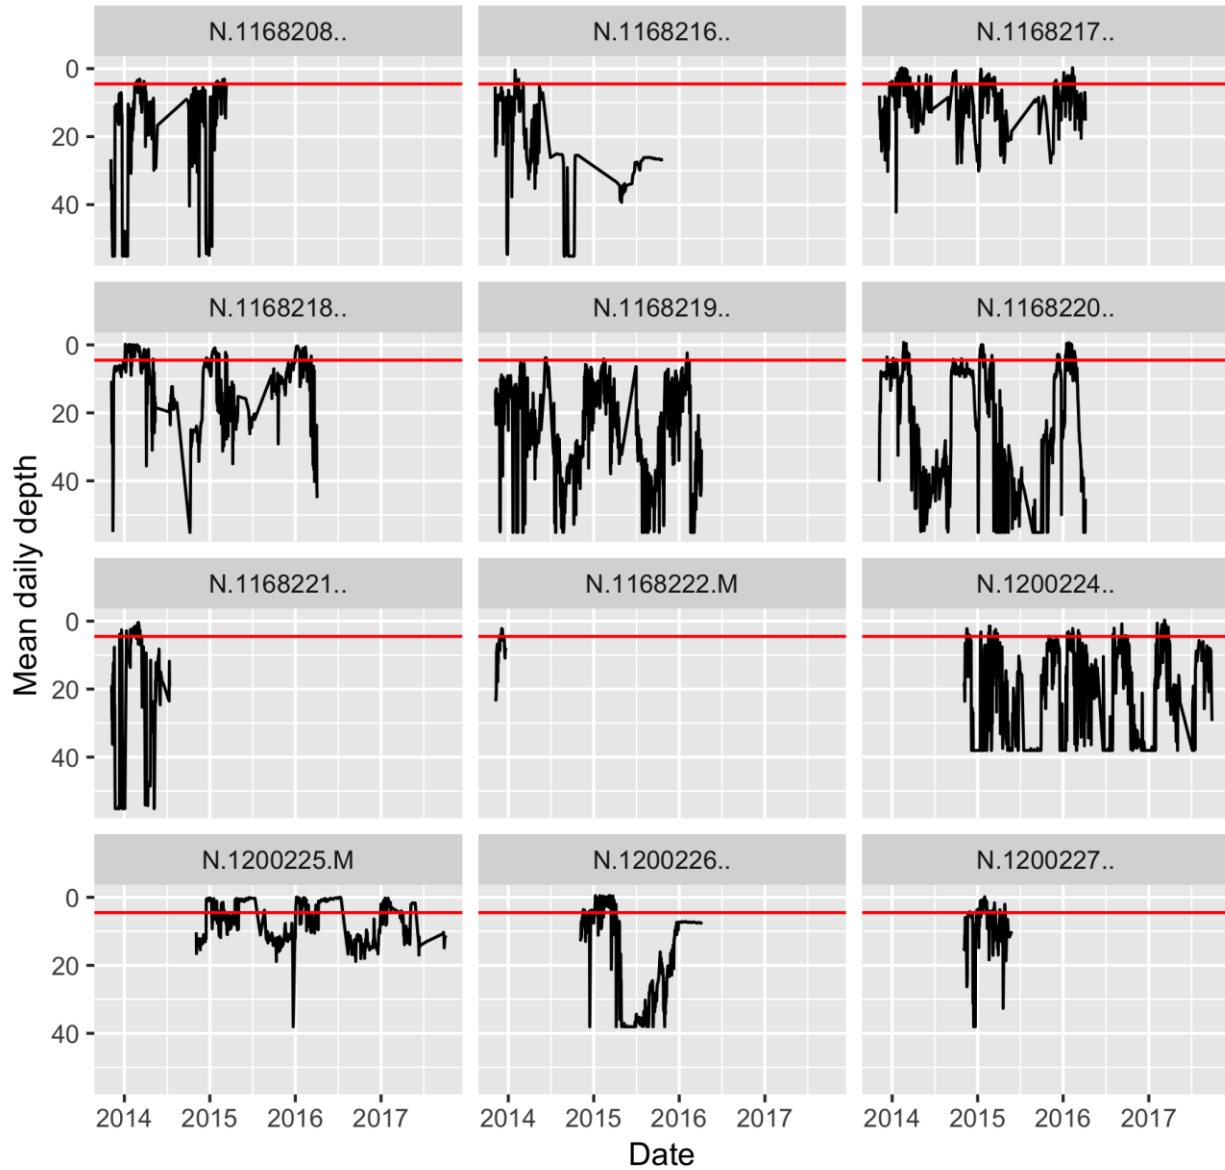 N.1168208.. N.1168216.. N.1168217..
0
20
40
N.1168218.. N.1168219.. N.1168220..
0
20
40
N.1168221.. N.1168222.M N.1200224..
0
20
40
N.1200225.M N.1200226.. N.1200227..
0
20
40
2014 2015 2016 2017 2014 2015 2016 2017 2014 2015 2016 2017
Date
Mean daily depth